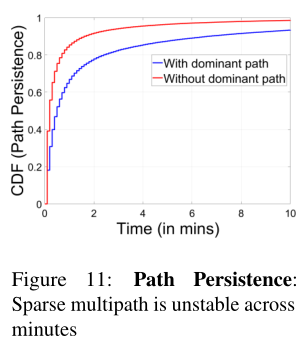 1
0.8
0.6
0.4
0.2
0
0
2
4
6
8
10
CDF (Path Persistence)
With dominant path
Without dominant path
Time (in mins)
Figure 11: Path Persistence:
Sparse multipath is unstable across
minutes